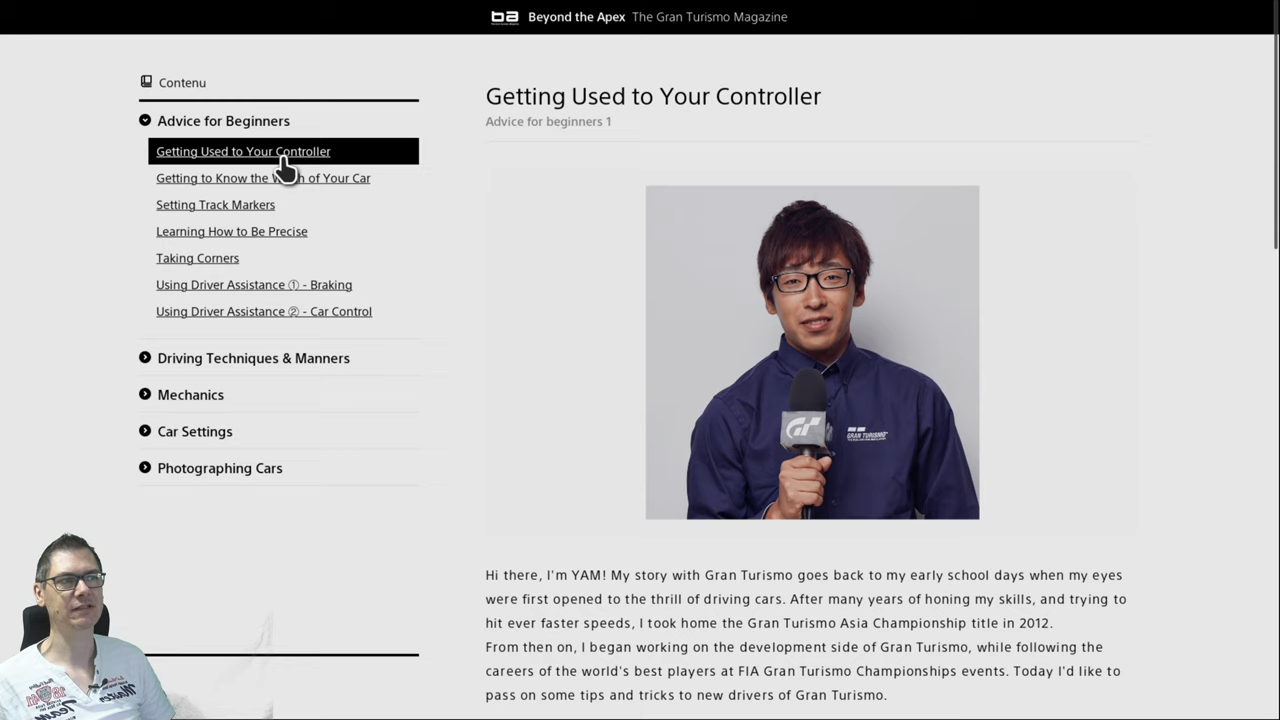 Beyond the Apex The Gran Turismo Magazine
Contenu
Advice for Beginners
Getting Used to Your Controller
Getting to Know the of Your Car
Setting Track Markers
Learning How to Be Precise
Taking Corners
Using Driver Assistance ① - Braking
Using Driver Assistance ② - Car Control
Driving Techniques & Manners
Mechanics
Car Settings
Photographing Cars
Getting Used to Your Controller
Advice for beginners 1
GT
GRAN TURISMO
Hi there, I'm YAM! My story with Gran Turismo goes back to my early school days when my eyes
were first opened to the thrill of driving cars. After many years of honing my skills, and trying to
hit ever faster speeds, I took home the Gran Turismo Asia Championship title in 2012.
From then on, I began working on the development side of Gran Turismo, while following the
careers of the world's best players at FIA Gran Turismo Championships events. Today I'd like to
pass on some tips and tricks to new drivers of Gran Turismo.